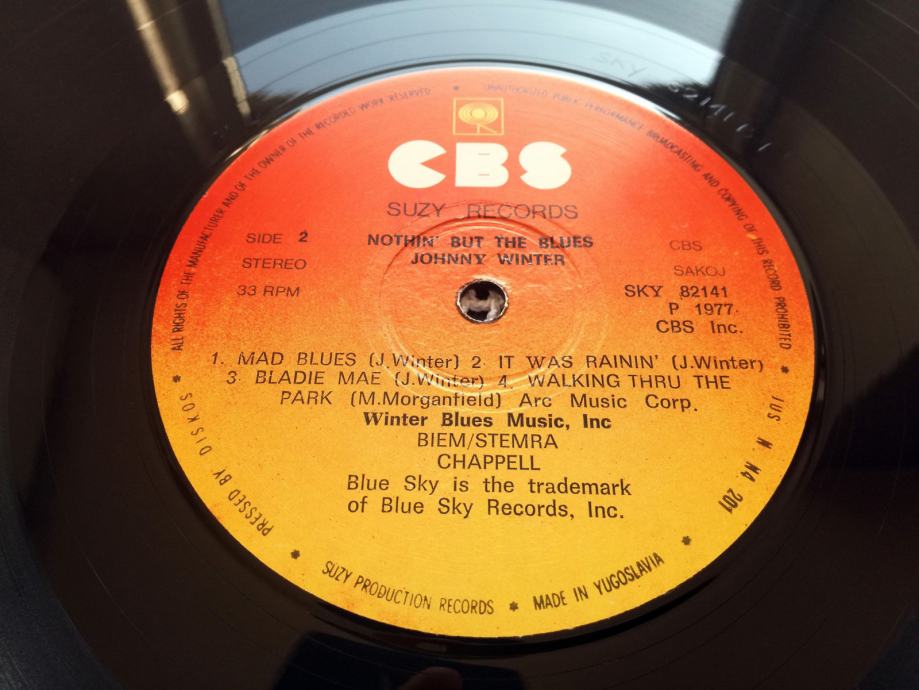 SKY 82141
ALL RIGHTS OF THE MANUFACTURER AND OF THE OWNER OF THE RECORDED WORK RESERVED * UNAUTHORIZED PUBLIC PERFORMANCE BROADCASTING AND COPYING OF THIS RECORD PROHIBITED *
CBS
SUZY RECORDS
SIDE 2
STEREO
33 RPM
NOTHIN' BUT THE BLUES
JOHNNY WINTER
CBS
SAKOJ
SKY 82141
P 1977.
CBS Inc.
1. MAD BLUES (J.Winter) 2. IT WAS RAININ' (J.Winter)
3. BLADIE MAE (J.Winter) 4. WALKING THRU THE
PARK (M.Morganfield) Arc Music Corp.
Winter Blues Music, Inc
BIEM/STEMRA
CHAPPELL
Blue Sky is the trademark
of Blue Sky Records, Inc.
* PRESSED BY DISKOS * SUZY PRODUCTION RECORDS * MADE IN YUGOSLAVIA * JUS N. N4 201